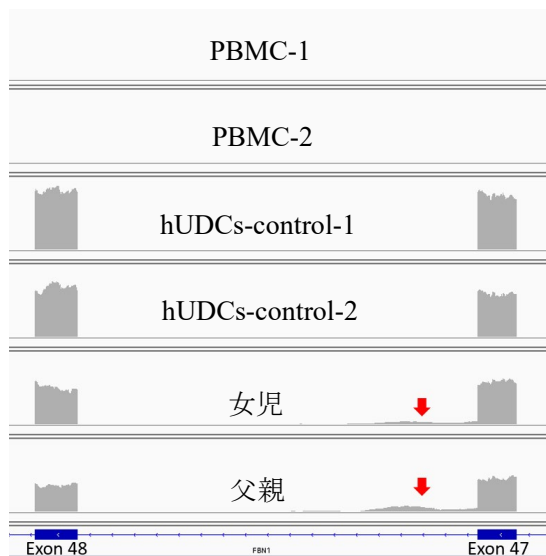 PBMC-1
PBMC-2
hUDCs-control-1
hUDCs-control-2
女児
父親
Exon 48
FBN1
Exon 47